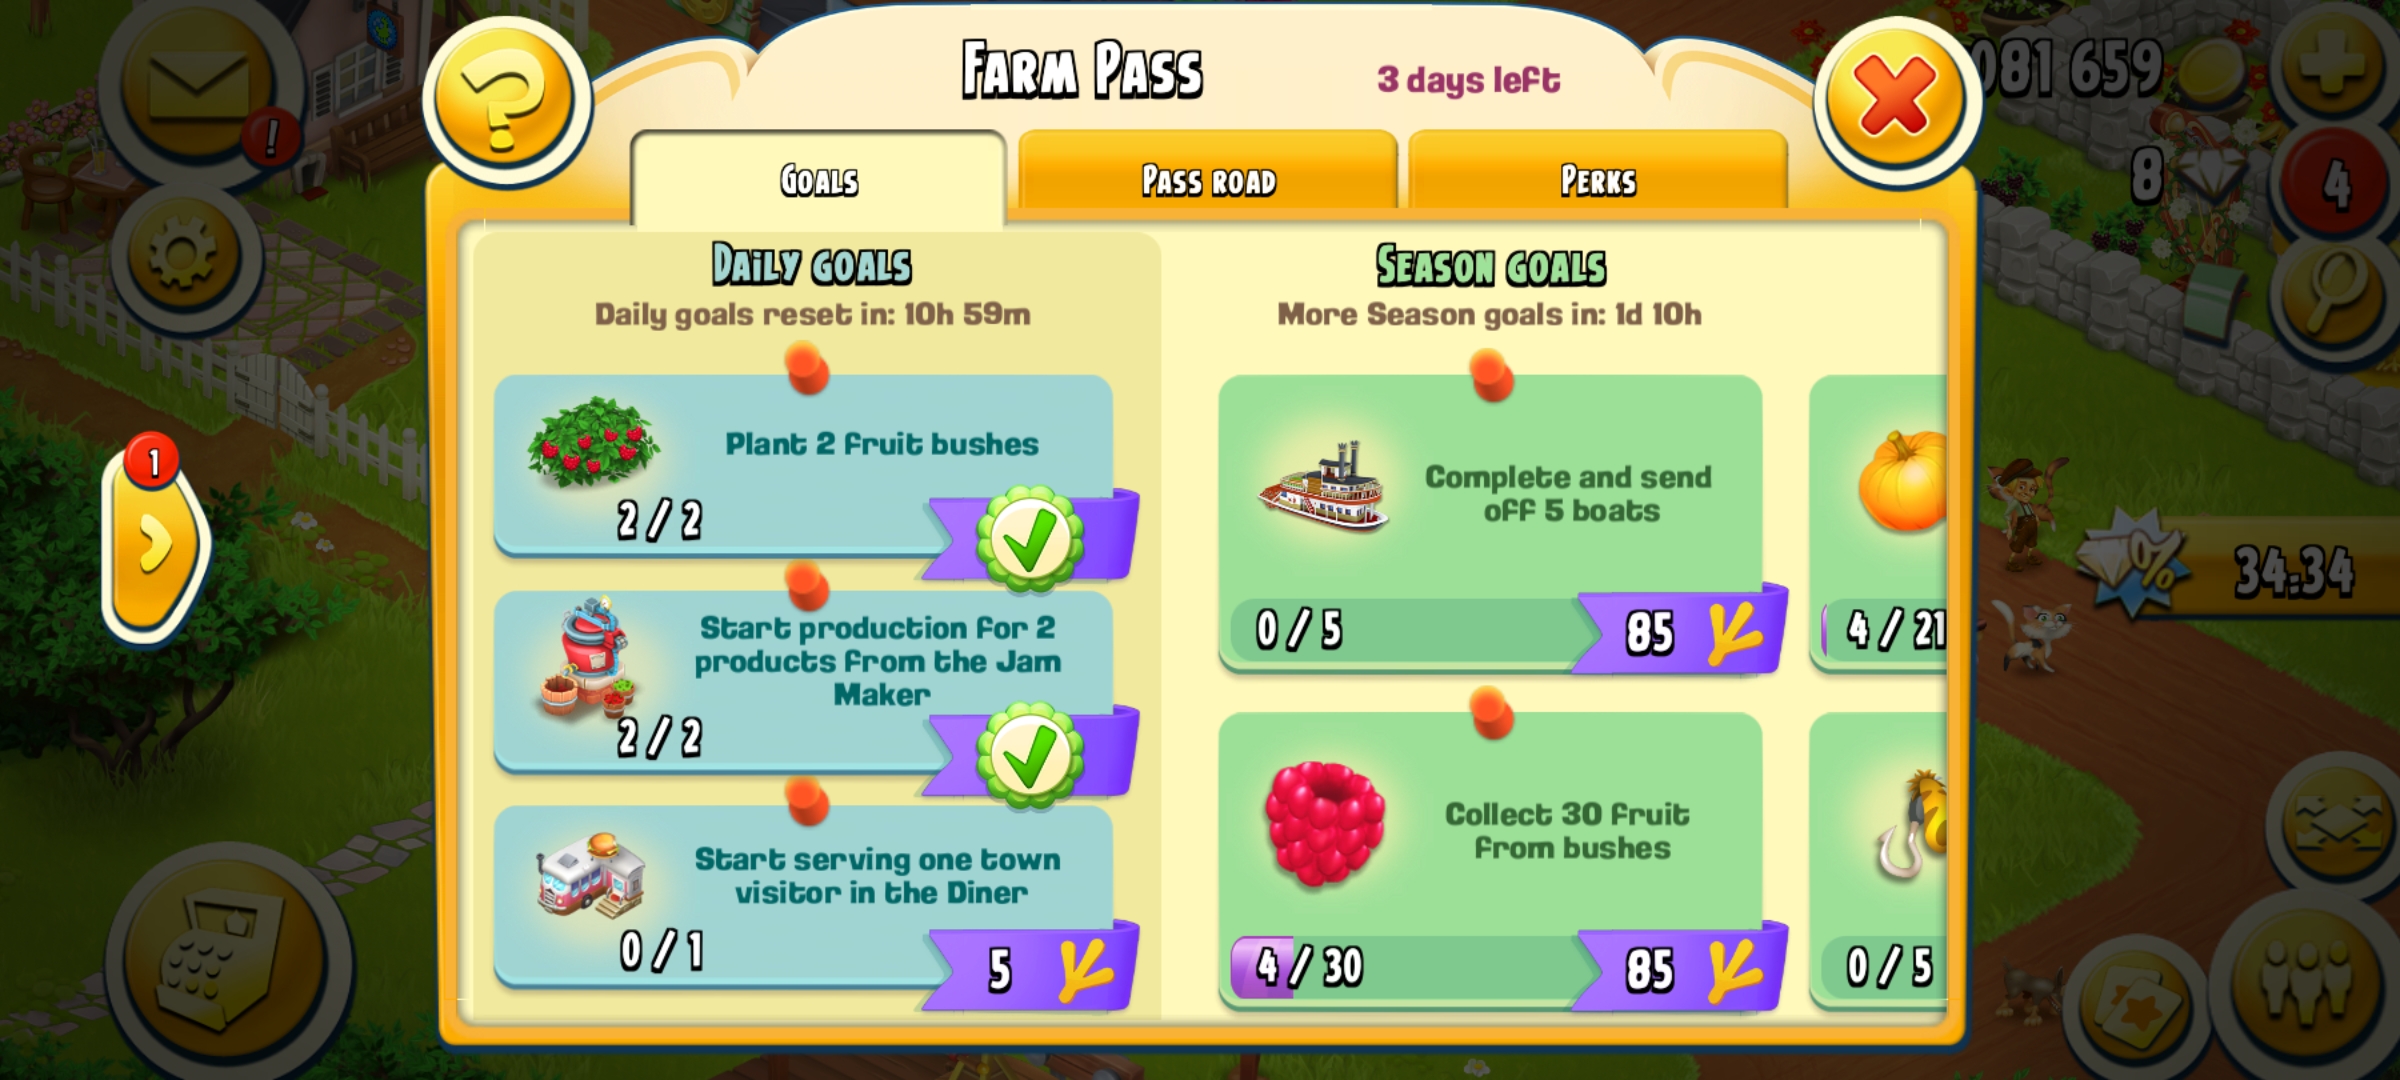 FARM PASS
3 days left
081 659
8
4
GOALS
PASS ROAD
PERKS
DAILY GOALS
Daily goals reset in: 10h 59m
Plant 2 fruit bushes
2 / 2
Start production for 2
products from the Jam
Maker
2 / 2
Start serving one town
visitor in the Diner
0 / 1
5
SEASON GOALS
More Season goals in: 1d 10h
Complete and send
off 5 boats
0 / 5
85
4 / 21
Collect 30 fruit
from bushes
4 / 30
85
0 / 5
!
1
%
34:34